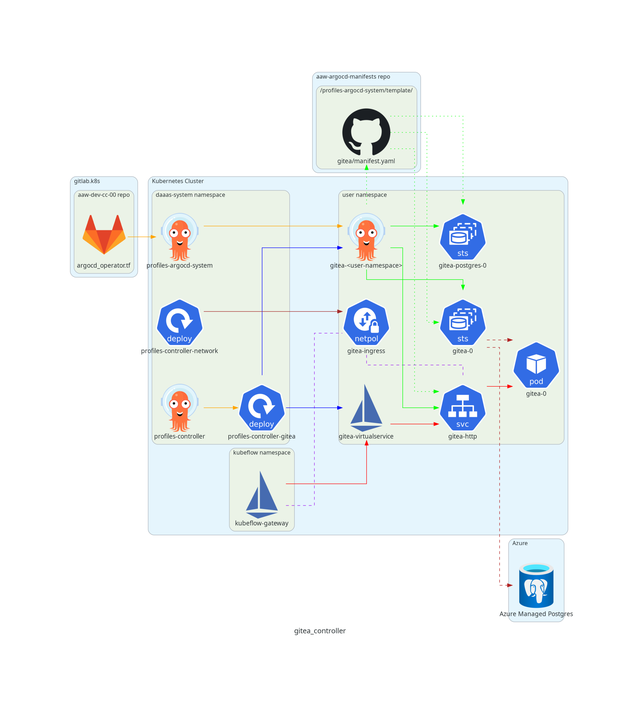 aaw-argocd-manifests repo
/profiles-argocd-system/template/
gitea/manifest.yaml
gitlab.k8s
aaw-dev-cc-00 repo
argocd_operator.tf
Kubernetes Cluster
daaas-system namespace
profiles-argocd-system
deploy
profiles-controller-network
profiles-controller
deploy
profiles-controller-gitea
user namespace
gitea-<user-namespace>
sts
gitea-postgres-0
netpol
gitea-ingress
sts
gitea-0
pod
gitea-0
gitea-virtualservice
svc
gitea-http
kubeflow namespace
kubeflow-gateway
Azure
Azure Managed Postgres
gitea_controller